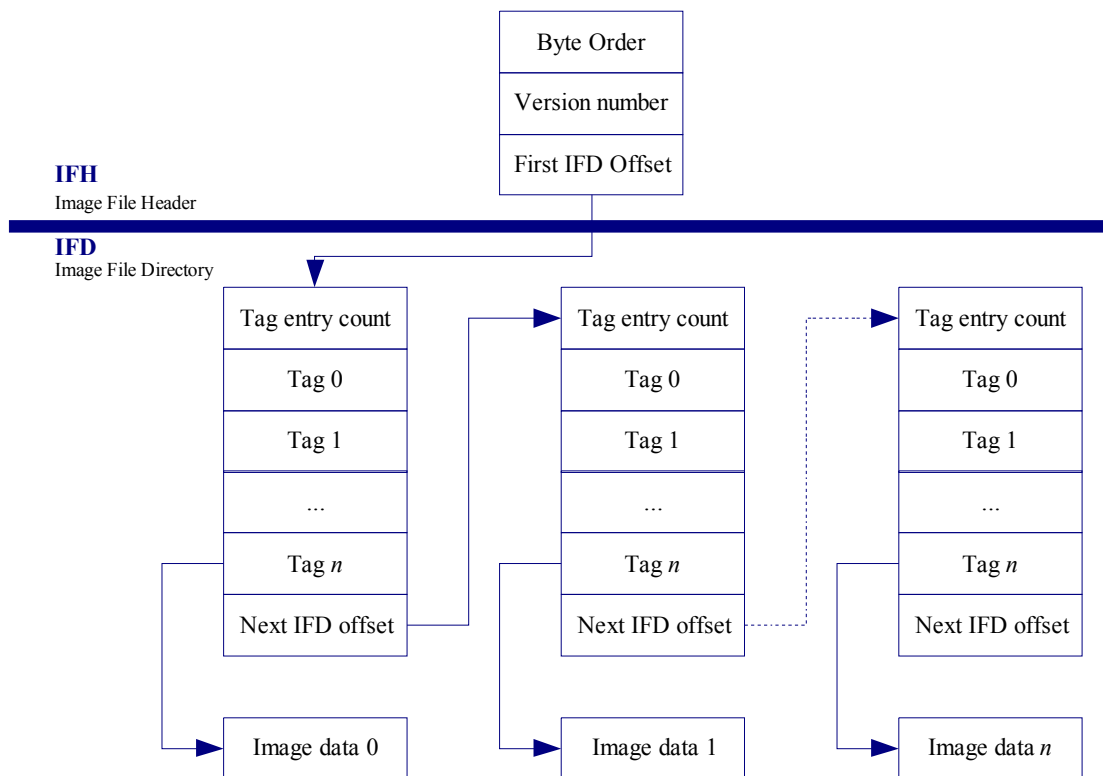 Byte Order
Version number
First IFD Offset
IFH
Image File Header
IFD
Image File Directory
Tag entry count
Tag 0
Tag 1
...
Tag n
Next IFD offset
Image data 0
Tag entry count
Tag 0
Tag 1
...
Tag n
Next IFD offset
Image data 1
Tag entry count
Tag 0
Tag 1
...
Tag n
Next IFD offset
Image data n